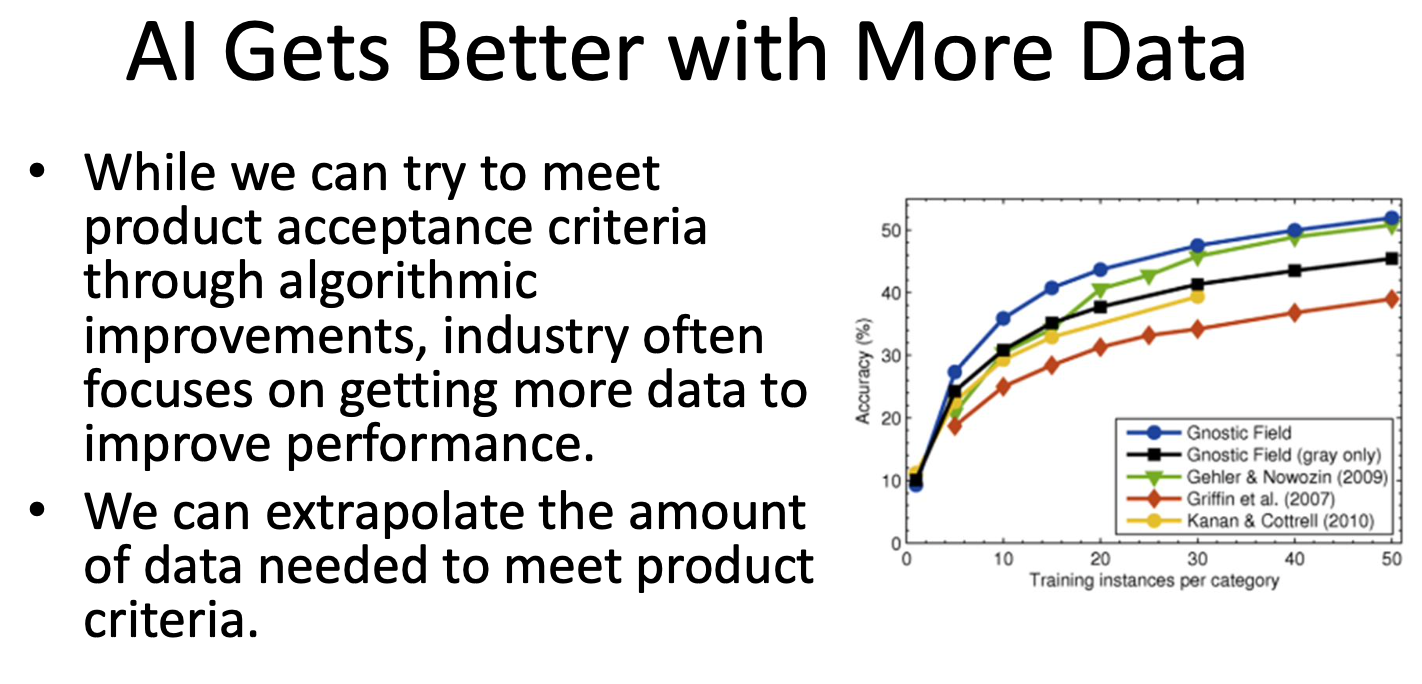 AI Gets Better with More Data
• While we can try to meet
product acceptance criteria
through algorithmic
improvements, industry often
focuses on getting more data to
improve performance.
• We can extrapolate the amount
of data needed to meet product
criteria.
Accuracy (%)
50
40
30
20
10
0
0 10 20 30 40 50
Training instances per category
Gnostic Field
Gnostic Field (gray only)
Gehler & Nowozin (2009)
Griffin et al. (2007)
Kanan & Cottrell (2010)